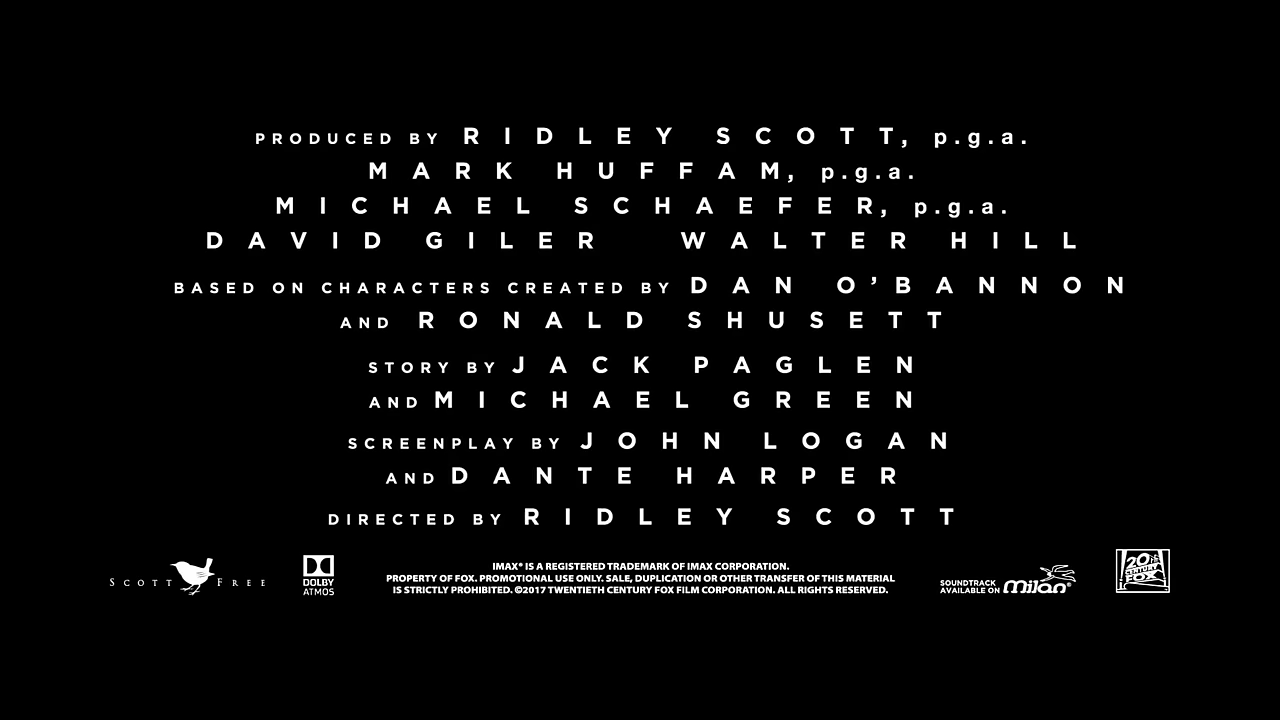 PRODUCED BY RIDLEY SCOTT, p.g.a.
MARK HUFFAM, p.g.a.
MICHAEL SCHAEFER, p.g.a.
DAVID GILER WALTER HILL
BASED ON CHARACTERS CREATED BY DAN O’BANNON
AND RONALD SHUSETT
STORY BY JACK PAGLEN
AND MICHAEL GREEN
SCREENPLAY BY JOHN LOGAN
AND DANTE HARPER
DIRECTED BY RIDLEY SCOTT
SCOTT FREE
DOLBY
ATMOS
IMAX® IS A REGISTERED TRADEMARK OF IMAX CORPORATION.
PROPERTY OF FOX. PROMOTIONAL USE ONLY. SALE, DUPLICATION OR OTHER TRANSFER OF THIS MATERIAL
IS STRICTLY PROHIBITED. ©2017 TWENTIETH CENTURY FOX FILM CORPORATION. ALL RIGHTS RESERVED.
SOUNDTRACK
AVAILABLE ON milan®
20th
CENTURY
FOX